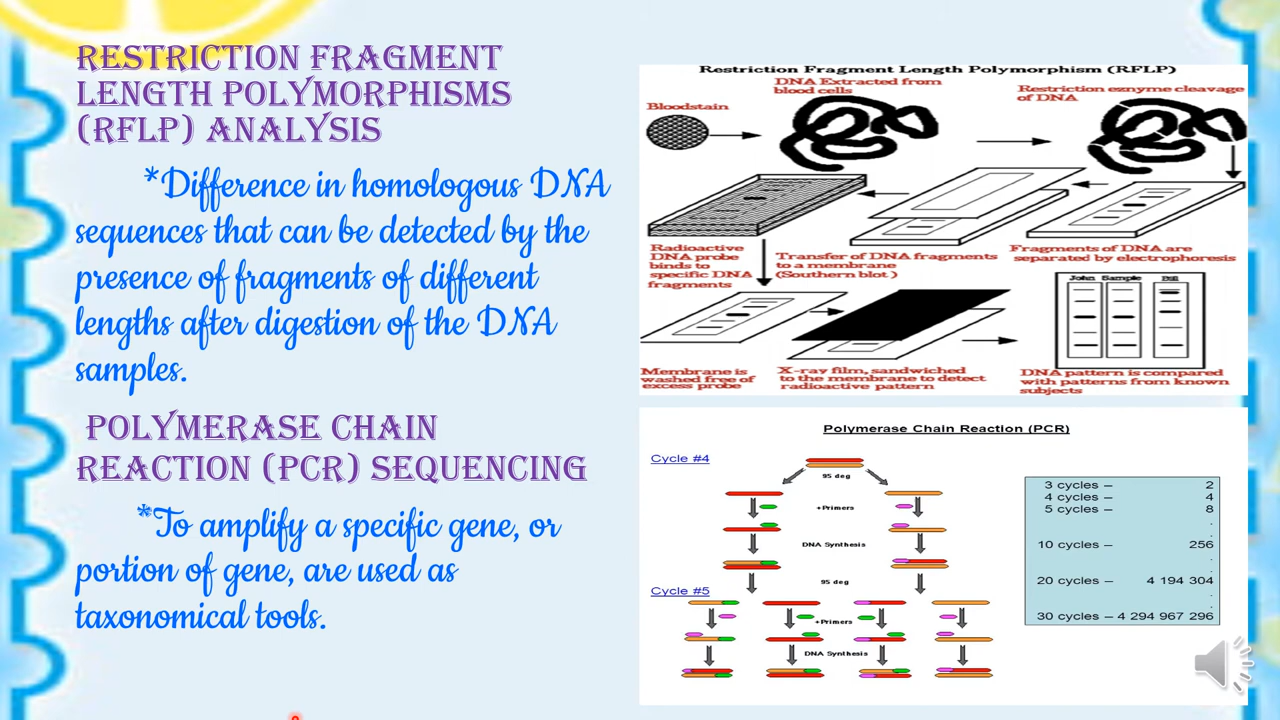 RESTRICTION FRAGMENT
LENGTH POLYMORPHISMS
(RFLP) ANALYSIS
*Difference in homologous DNA
sequences that can be detected by the
presence of fragments of different
lengths after digestion of the DNA
samples.
POLYMERASE CHAIN
REACTION (PCR) SEQUENCING
*To amplify a specific gene, or
portion of gene, are used as
taxonomical tools.
Restriction Fragment Length Polymorphism (RFLP)
Bloodstain
DNA Extracted from
blood cells
Restriction eznyme cleavage
of DNA
Radioactive
DNA probe
binds to
specific DNA
fragments
Transfer of DNA fragments
to a membrane
(Southern blot.)
Fragments of DNA are
separated by electrophoresis
John Sample Bill
Membrane is
washed free of
excess probe
X-ray film, sandwiched
to the membrane to detect
radioactive pattern
DNA pattern is compared
with patterns from known
subjects
Polymerase Chain Reaction (PCR)
Cycle #4
95 deg
+Primers
DNA Synthesis
95 deg
Cycle #5
+Primers
DNA Synthesis
3 cycles – 2
4 cycles – 4
5 cycles – 8
.
.
10 cycles – 256
.
.
20 cycles – 4 194 304
.
.
30 cycles – 4 294 967 296